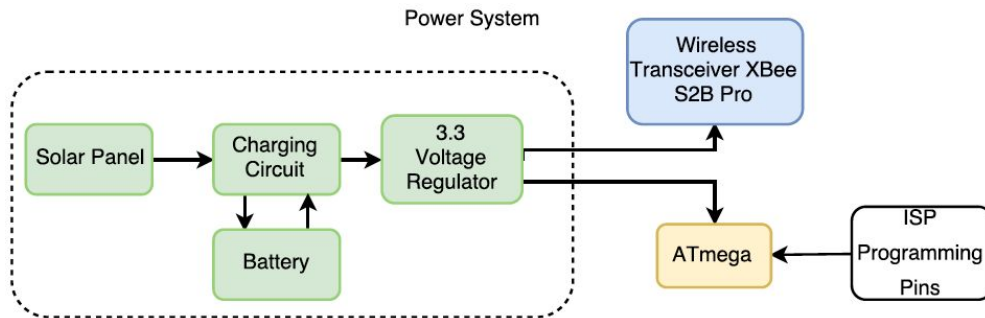 Power System
Wireless
Transceiver XBee
S2B Pro
Solar Panel
Charging
Circuit
3.3
Voltage
Regulator
Battery
ATmega
ISP
Programming
Pins